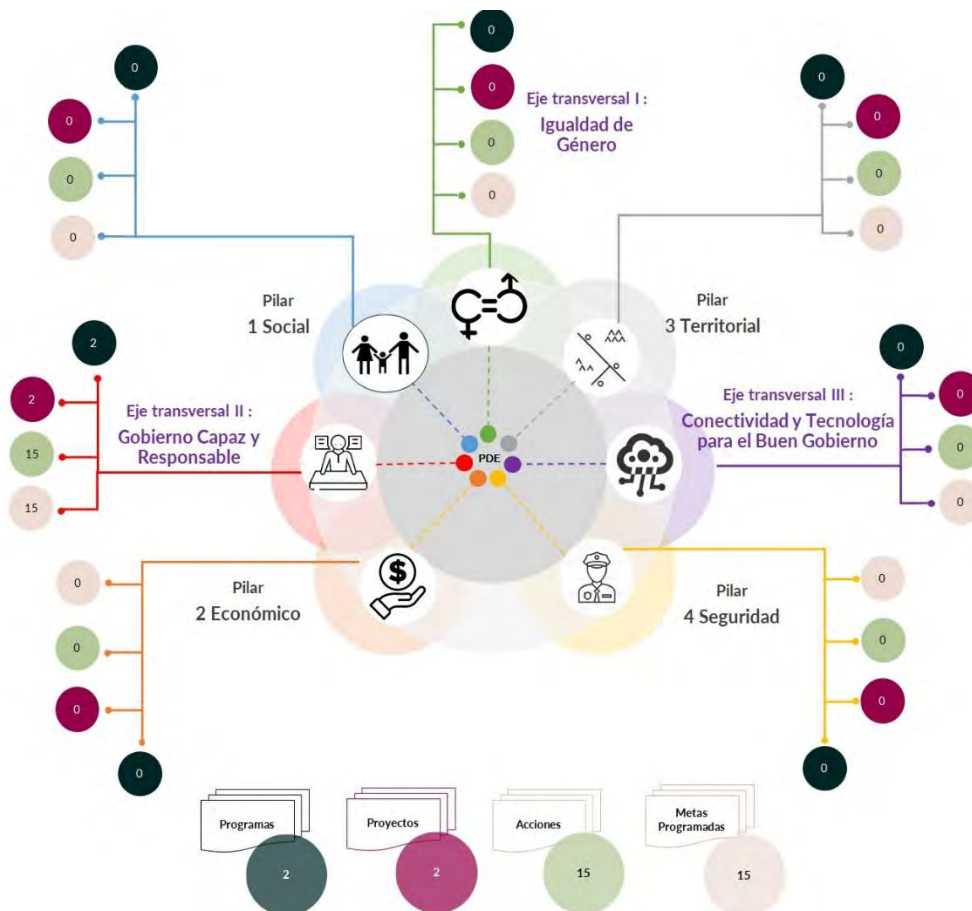 0
0
0
0
0
0
0
0
Eje transversal I :
Igualdad de
Género
0
0
0
0
Pilar
1 Social
Pilar
3 Territorial
2
2
15
15
Eje transversal II :
Gobierno Capaz y
Responsable
PDE
Eje transversal III :
Conectividad y Tecnología
para el Buen Gobierno
0
0
0
0
0
0
0
0
Pilar
2 Económico
$
Pilar
4 Seguridad
0
0
0
0
Programas
2
Proyectos
2
Acciones
15
Metas
Programadas
15